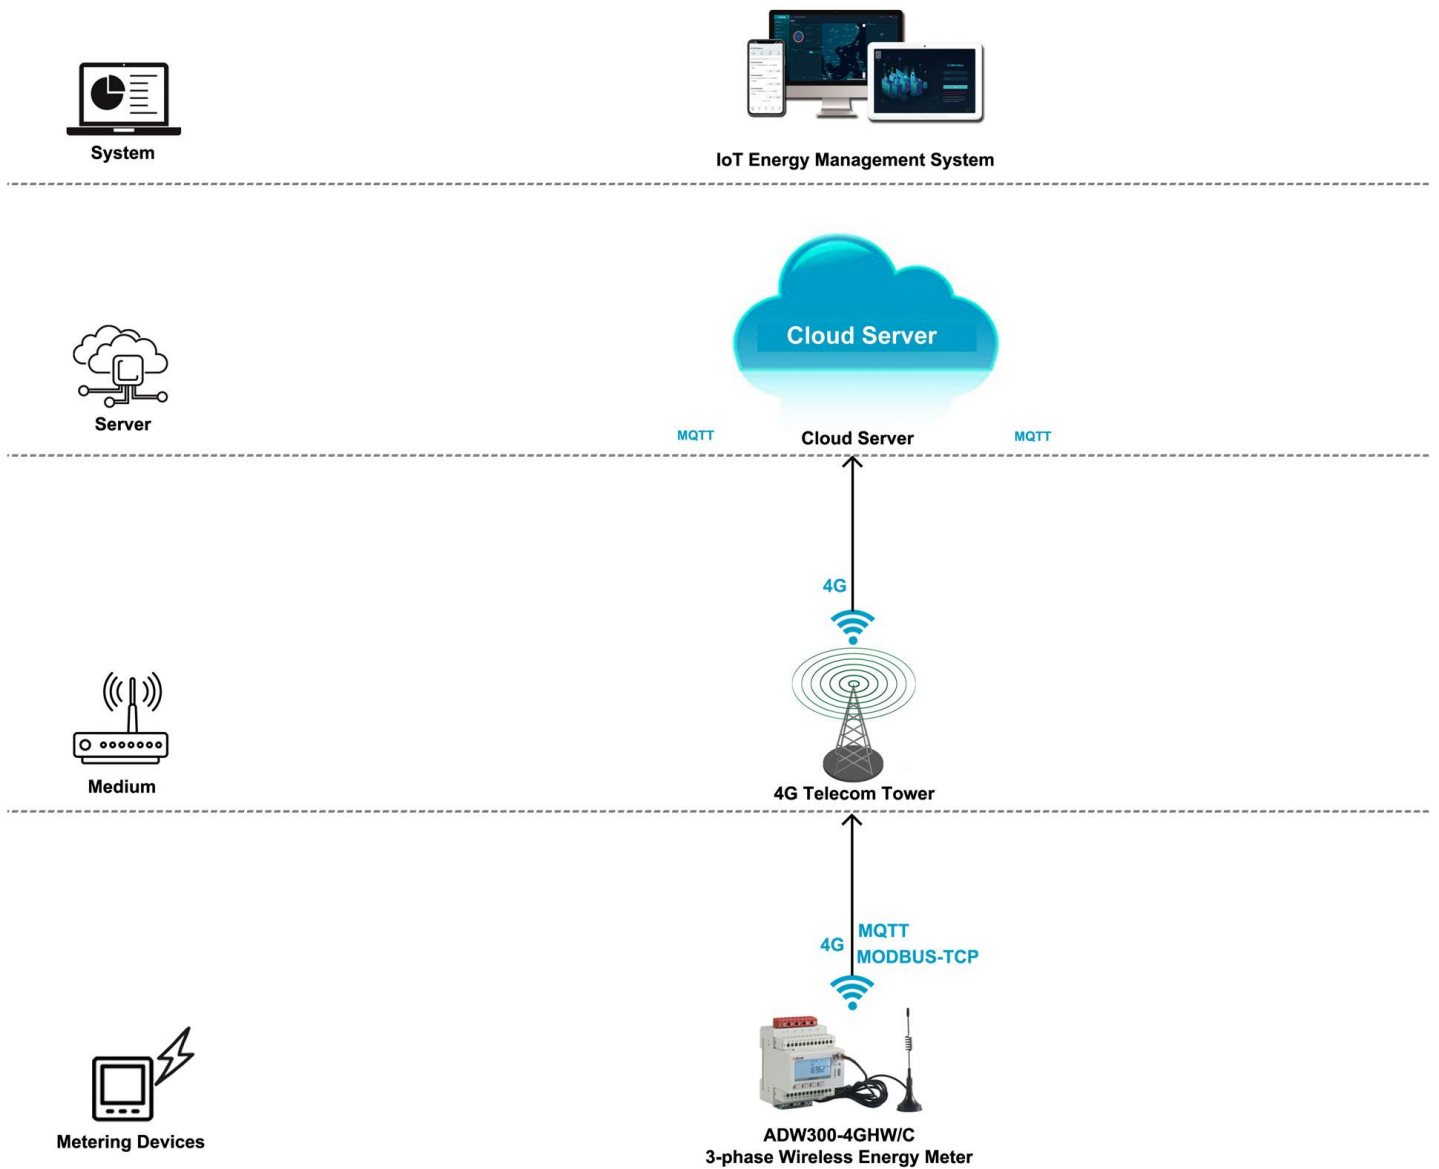 System
IoT Energy Management System
Cloud Server
Server
MQTT
Cloud Server
MQTT
4G
Medium
4G Telecom Tower
4G
MQTT
MODBUS-TCP
Metering Devices
ADW300-4GHW/C
3-phase Wireless Energy Meter